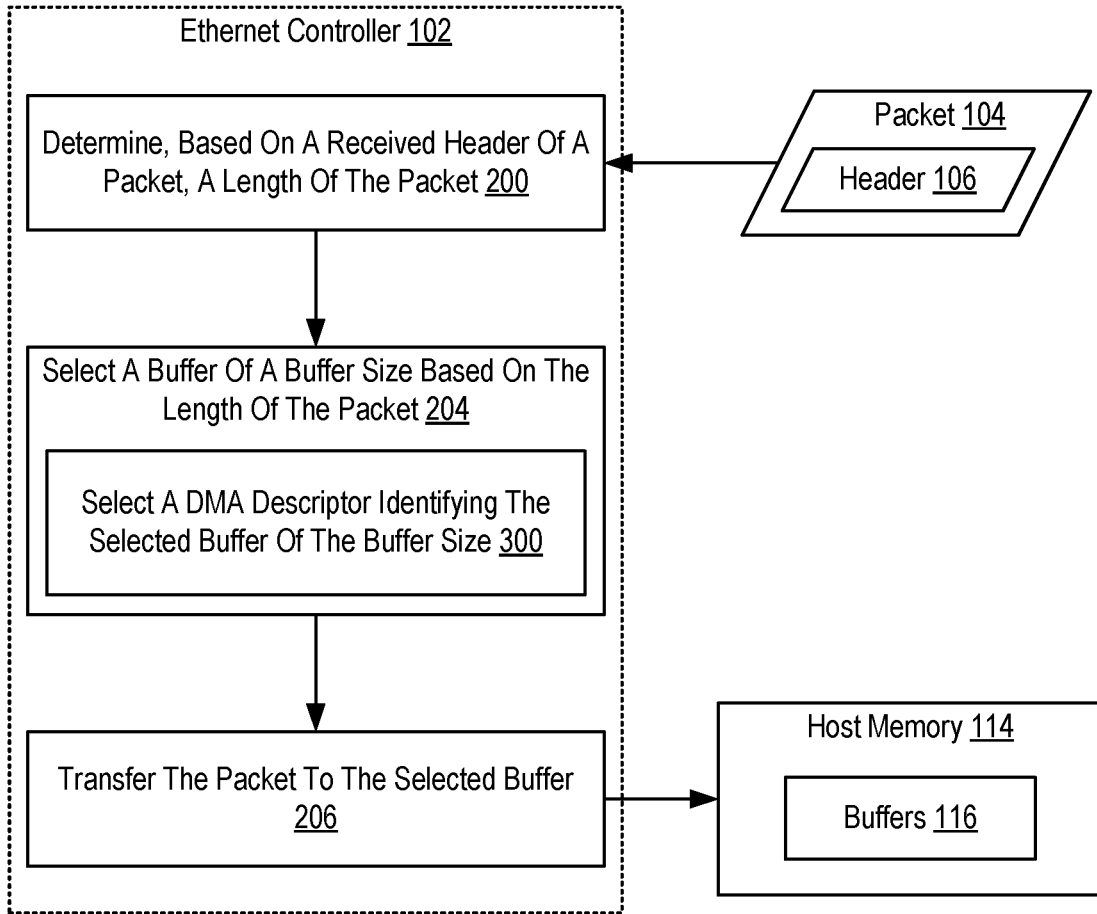 Ethernet Controller 102
Determine, Based On A Received Header Of A
Packet, A Length Of The Packet 200
Packet 104
Header 106
Select A Buffer Of A Buffer Size Based On The
Length Of The Packet 204
Select A DMA Descriptor Identifying The
Selected Buffer Of The Buffer Size 300
Transfer The Packet To The Selected Buffer
206
Host Memory 114
Buffers 116